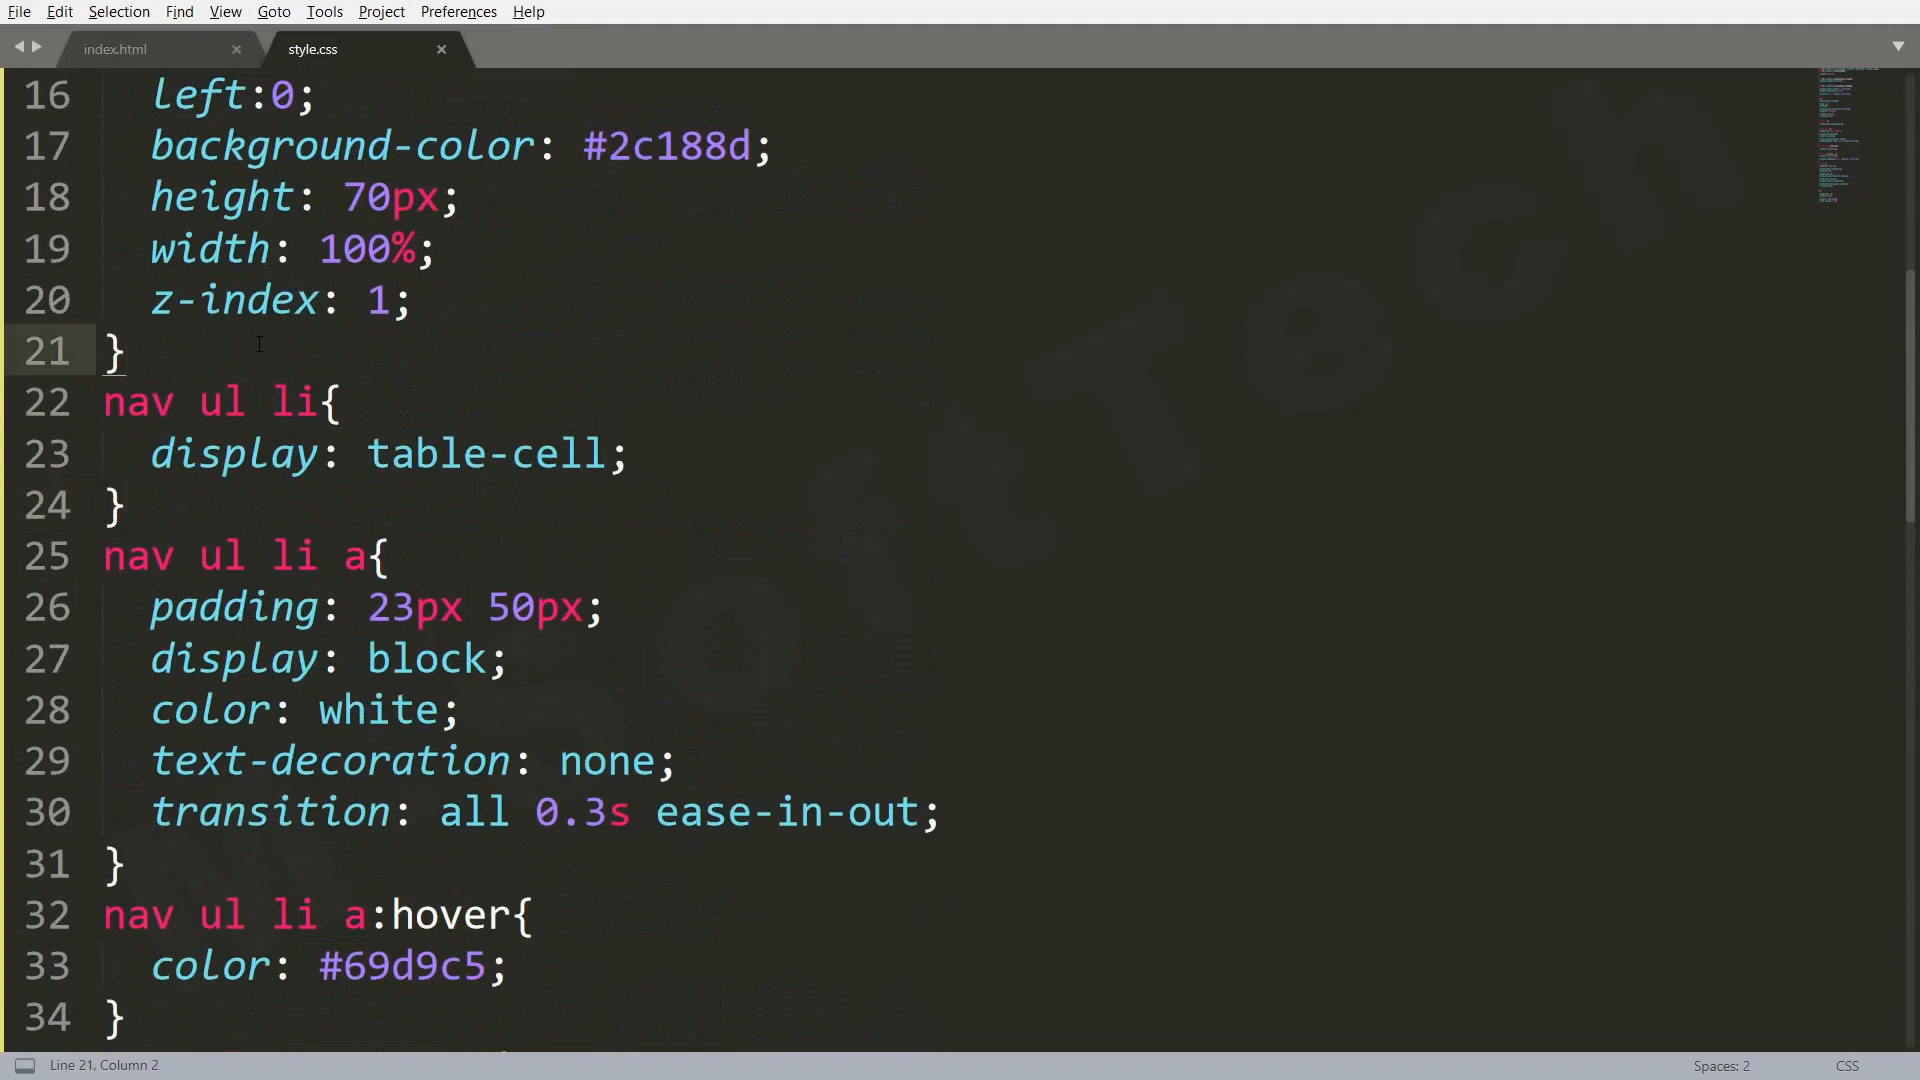 File Edit Selection Find View Goto Tools Project Preferences Help
index.html × style.css ×
16 left:0;
17 background-color: #2c188d;
18 height: 70px;
19 width: 100%;
20 z-index: 1;
21 }
22 nav ul li{
23 display: table-cell;
24 }
25 nav ul li a{
26 padding: 23px 50px;
27 display: block;
28 color: white;
29 text-decoration: none;
30 transition: all 0.3s ease-in-out;
31 }
32 nav ul li a:hover{
33 color: #69d9c5;
34 }
Line 21, Column 2 Spaces: 2 CSS